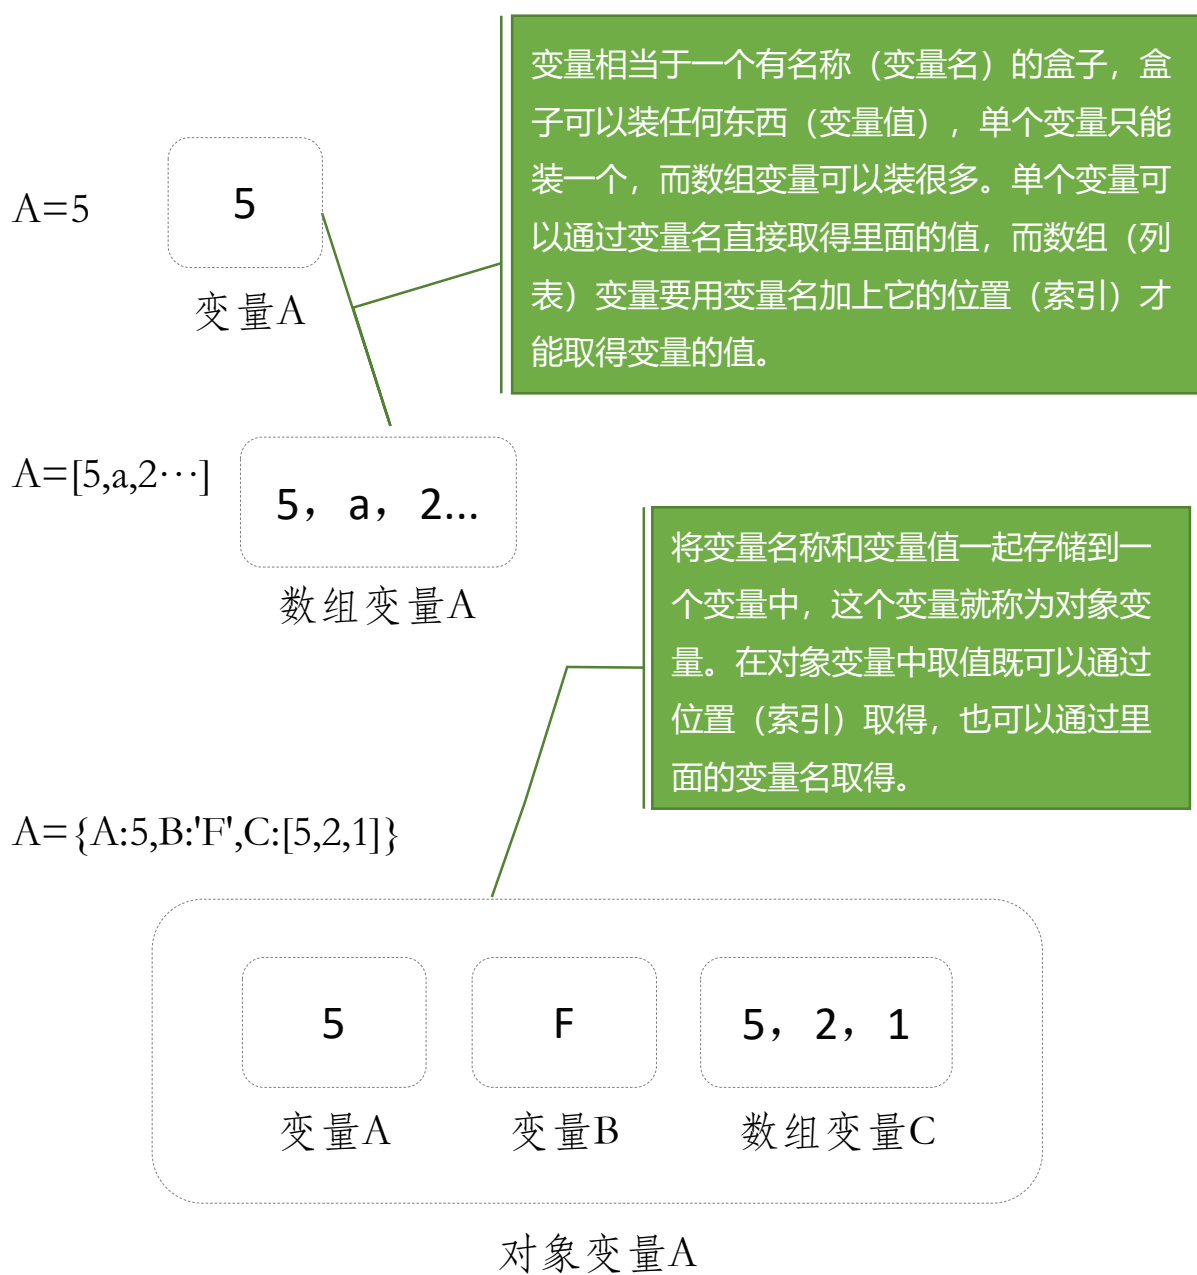 变量相当于一个有名称（变量名）的盒子，盒
子可以装任何东西（变量值），单个变量只能
装一个，而数组变量可以装很多。单个变量可
以通过变量名直接取得里面的值，而数组（列
表）变量要用变量名加上它的位置（索引）才
能取得变量的值。
A=5
5
变量A
A=[5,a,2…]
5，a，2...
数组变量A
将变量名称和变量值一起存储到一
个变量中，这个变量就称为对象变
量。在对象变量中取值既可以通过
位置（索引）取得，也可以通过里
面的变量名取得。
A={A:5,B:'F',C:[5,2,1]}
5
F
5，2，1
变量A
变量B
数组变量C
对象变量A